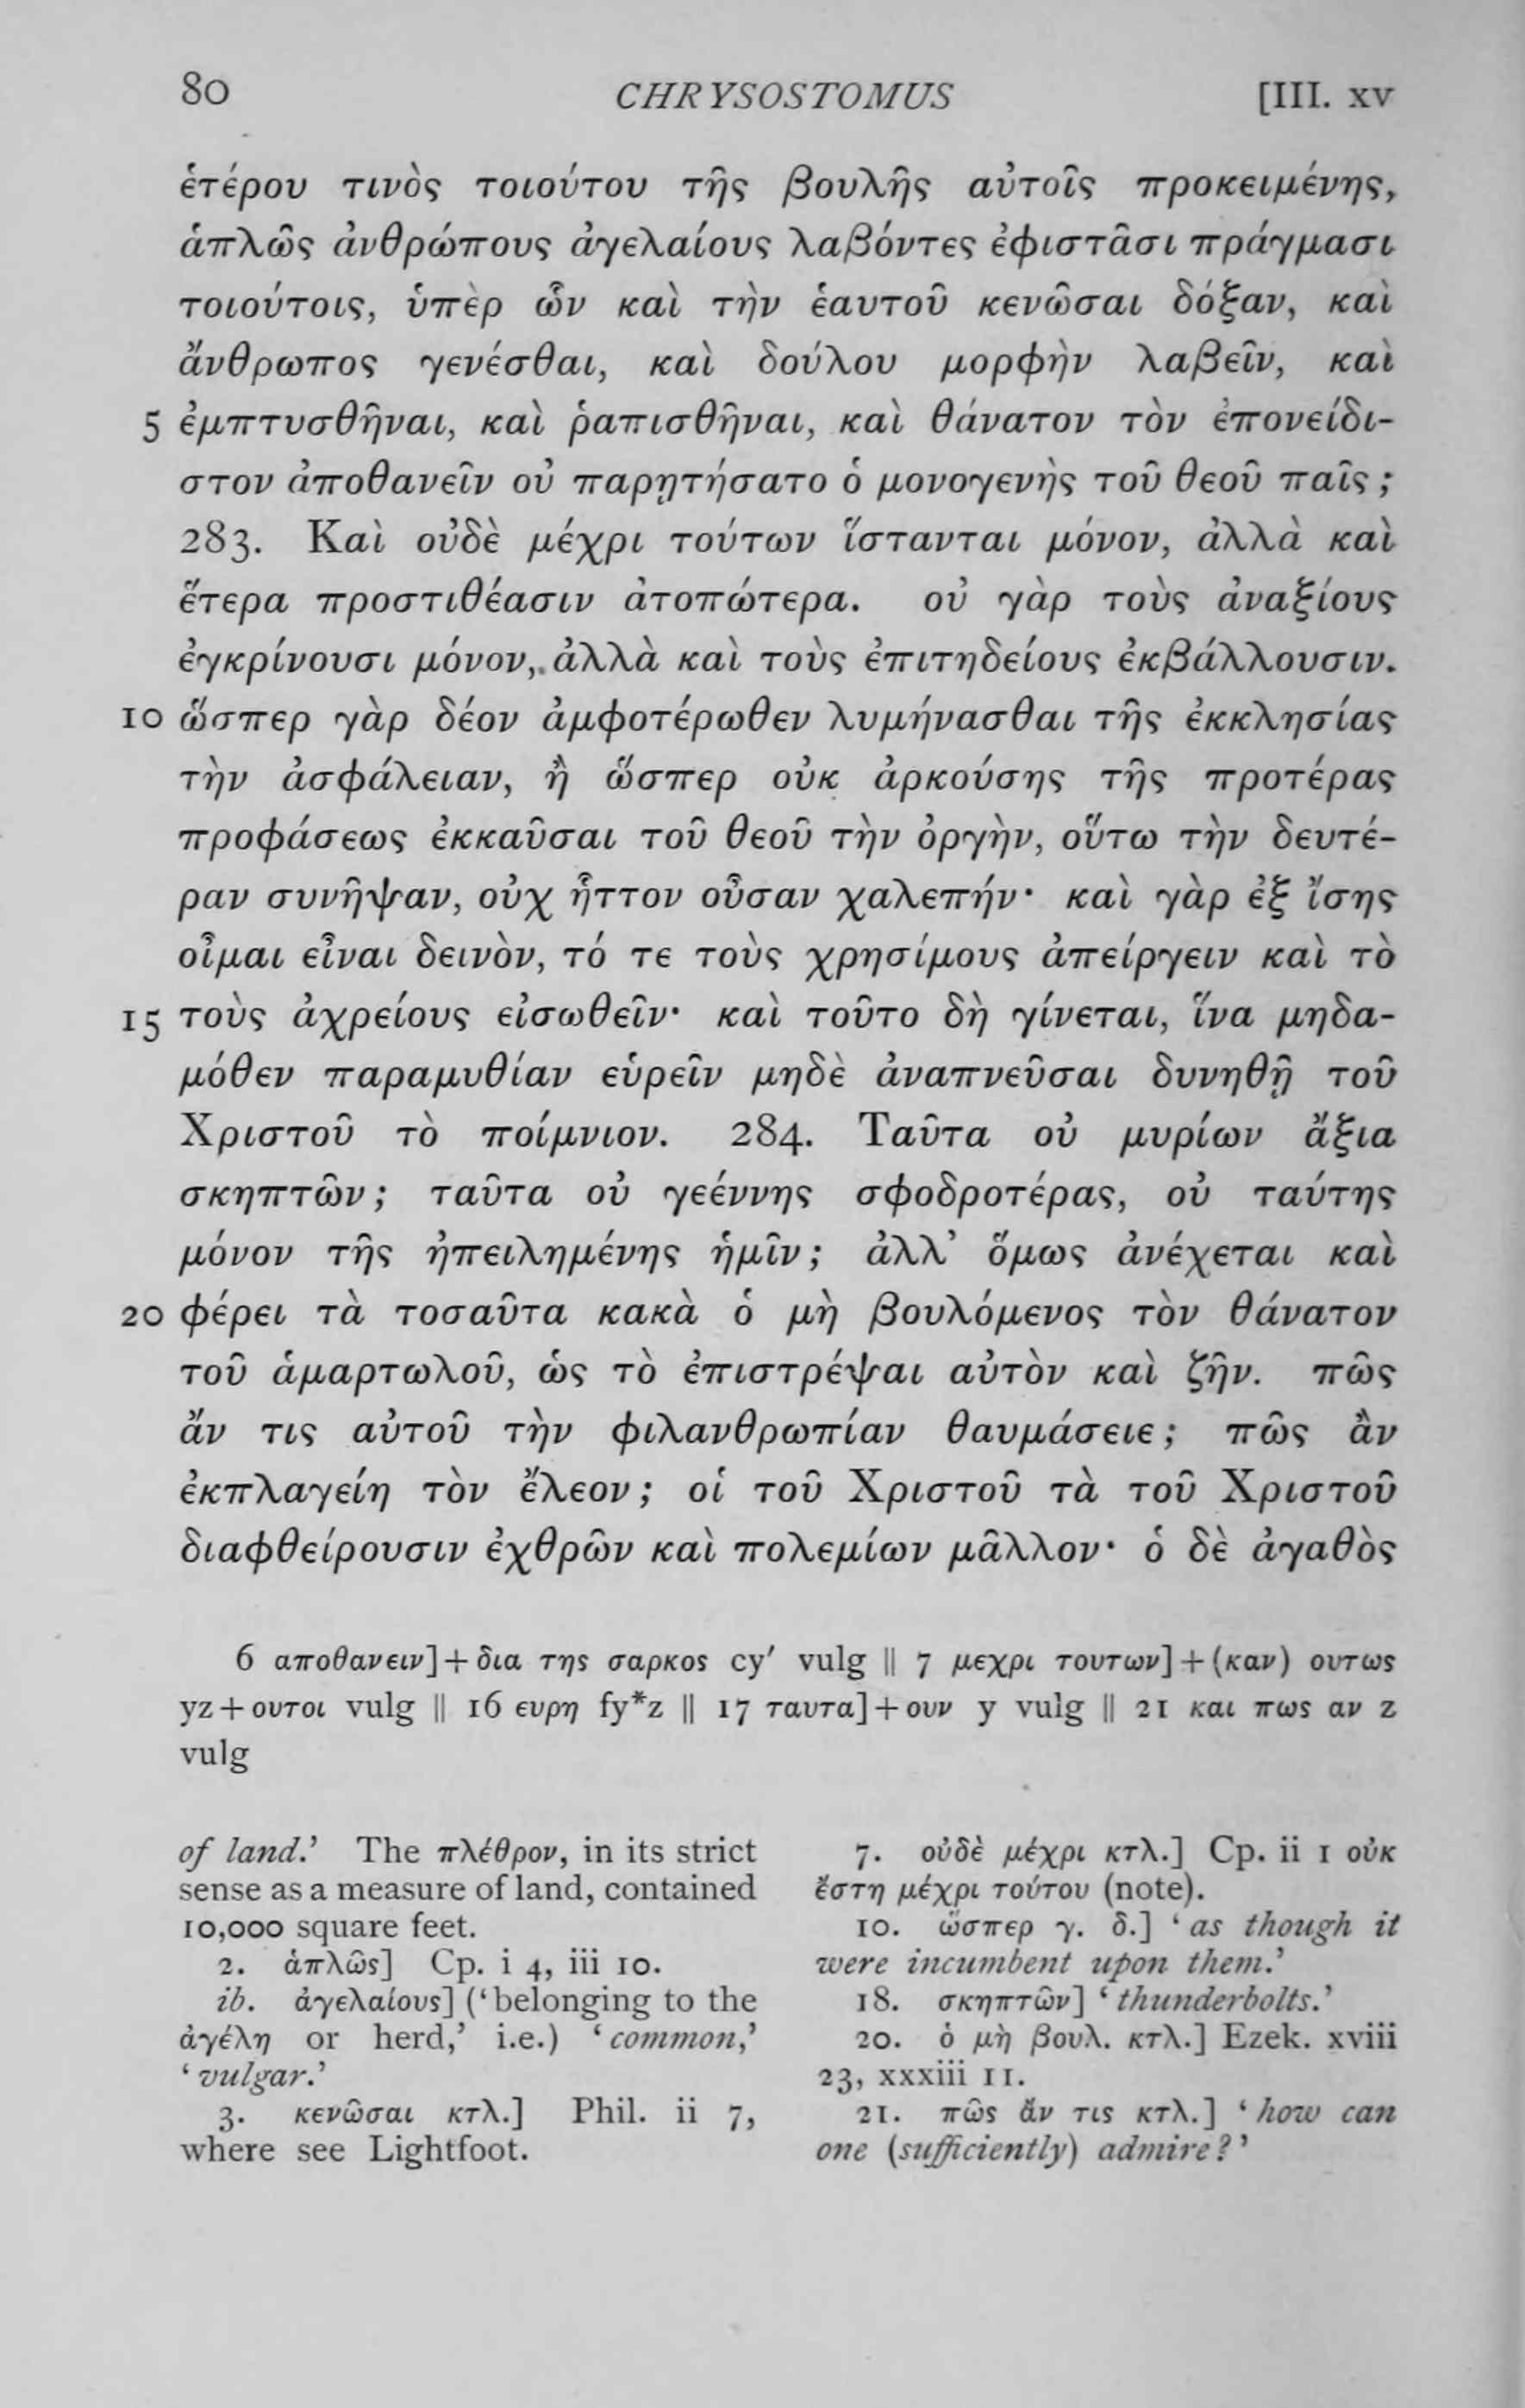 80 CHRYSOSTOMUS [III. xv
ἑτέρου τινὸς τοιούτου τῆς βουλῆς αὐτοῖς προκειμένης,
ἁπλῶς ἀνθρώπους ἀγελαίους λαβόντες ἐφιστᾶσι πράγμασι
τοιούτοις, ὑπὲρ ὧν καὶ τὴν ἑαυτοῦ κενῶσαι δόξαν, καὶ
ἄνθρωπος γενέσθαι, καὶ δούλου μορφὴν λαβεῖν, καὶ
5 ἐμπτυσθῆναι, καὶ ῥαπισθῆναι, καὶ θάνατον τὸν ἐπονείδι-
στον ἀποθανεῖν οὐ παρῃτήσατο ὁ μονογενὴς τοῦ θεοῦ παῖς;
283. Καὶ οὐδὲ μέχρι τούτων ἵστανται μόνον, ἀλλὰ καὶ
ἕτερα προστιθέασιν ἀτοπώτερα. οὐ γὰρ τοὺς ἀναξίους
ἐγκρίνουσι μόνον, ἀλλὰ καὶ τοὺς ἐπιτηδείους ἐκβάλλουσιν.
10 ὥσπερ γὰρ δέον ἀμφοτέρωθεν λυμήνασθαι τῆς ἐκκλησίας
τὴν ἀσφάλειαν, ἢ ὥσπερ οὐκ ἀρκούσης τῆς προτέρας
προφάσεως ἐκκαῦσαι τοῦ θεοῦ τὴν ὀργὴν, οὕτω τὴν δευτέ-
ραν συνῆψαν, οὐχ ἧττον οὖσαν χαλεπήν· καὶ γὰρ ἐξ ἴσης
οἶμαι εἶναι δεινὸν, τό τε τοὺς χρησίμους ἀπείργειν καὶ τὸ
15 τοὺς ἀχρείους εἰσωθεῖν· καὶ τοῦτο δὴ γίνεται, ἵνα μηδα-
μόθεν παραμυθίαν εὑρεῖν μηδὲ ἀναπνεῦσαι δυνηθῇ τοῦ
Χριστοῦ τὸ ποίμνιον. 284. Ταῦτα οὐ μυρίων ἄξια
σκηπτῶν; ταῦτα οὐ γεέννης σφοδροτέρας, οὐ ταύτης
μόνον τῆς ἠπειλημένης ἡμῖν; ἀλλ’ ὅμως ἀνέχεται καὶ
20 φέρει τὰ τοσαῦτα κακὰ ὁ μὴ βουλόμενος τὸν θάνατον
τοῦ ἁμαρτωλοῦ, ὡς τὸ ἐπιστρέψαι αὐτὸν καὶ ζῆν. πῶς
ἄν τις αὐτοῦ τὴν φιλανθρωπίαν θαυμάσειε; πῶς ἂν
ἐκπλαγείη τὸν ἔλεον; οἱ τοῦ Χριστοῦ τὰ τοῦ Χριστοῦ
διαφθείρουσιν ἐχθρῶν καὶ πολεμίων μᾶλλον· ὁ δὲ ἀγαθὸς
6 αποθανειν]+δια της σαρκος cy′ vulg || 7 μεχρι τουτων]+(καν) ουτως
yz+ουτοι vulg || 16 ευρη fy*z || 17 ταυτα]+ουν y vulg || 21 και πως αν z
vulg
of land.’ The πλέθρον, in its strict
sense as a measure of land, contained
10,000 square feet.
2. ἁπλῶς] Cp. i 4, iii 10.
ib. ἀγελαίους] (‘belonging to the
ἀγέλη or herd,’ i.e.) ‘common,’
‘vulgar.’
3. κενῶσαι κτλ.] Phil. ii 7,
where see Lightfoot.
7. οὐδὲ μέχρι κτλ.] Cp. ii 1 οὐκ
ἔστη μέχρι τούτου (note).
10. ὥσπερ γ. δ.] ‘as though it
were incumbent upon them.’
18. σκηπτῶν] ‘thunderbolts.’
20. ὁ μὴ βουλ. κτλ.] Ezek. xviii
23, xxxiii 11.
21. πῶς ἄν τις κτλ.] ‘how can
one (sufficiently) admire?’